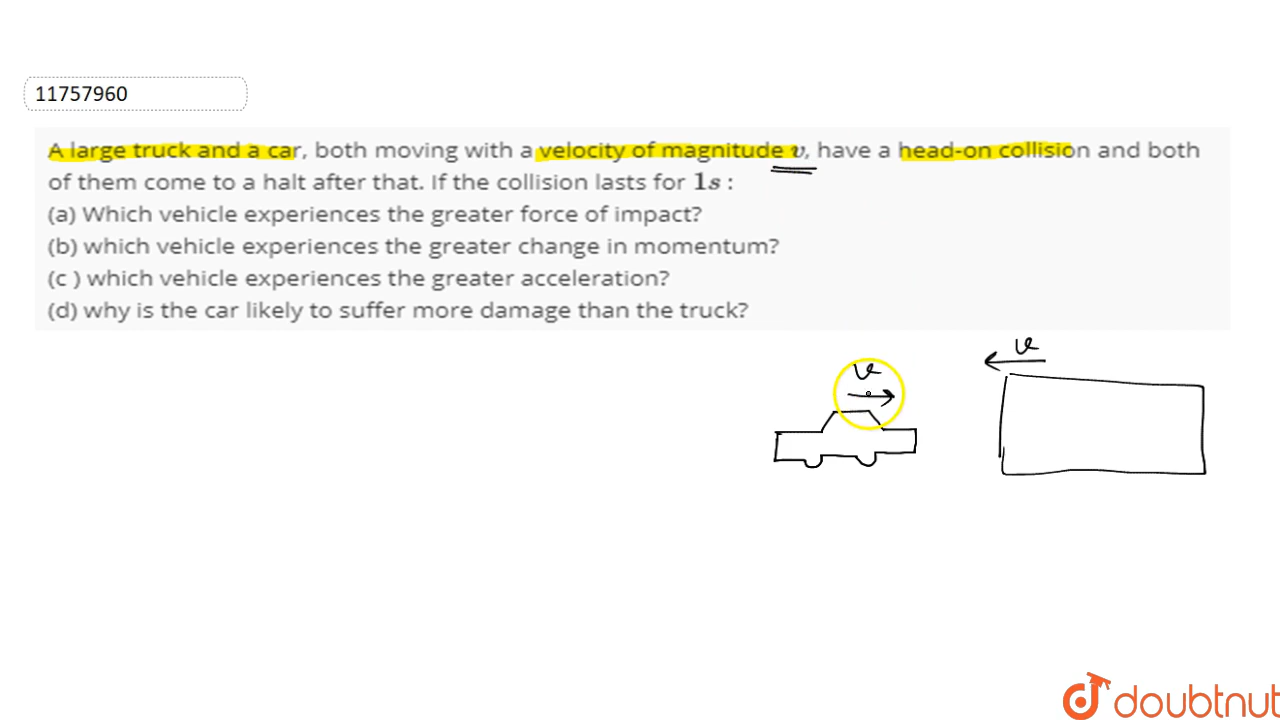 11757960
A large truck and a car, both moving with a velocity of magnitude v, have a head-on collision and both
of them come to a halt after that. If the collision lasts for 1s :
(a) Which vehicle experiences the greater force of impact?
(b) which vehicle experiences the greater change in momentum?
(c ) which vehicle experiences the greater acceleration?
(d) why is the car likely to suffer more damage than the truck?
v
v
doubtnut